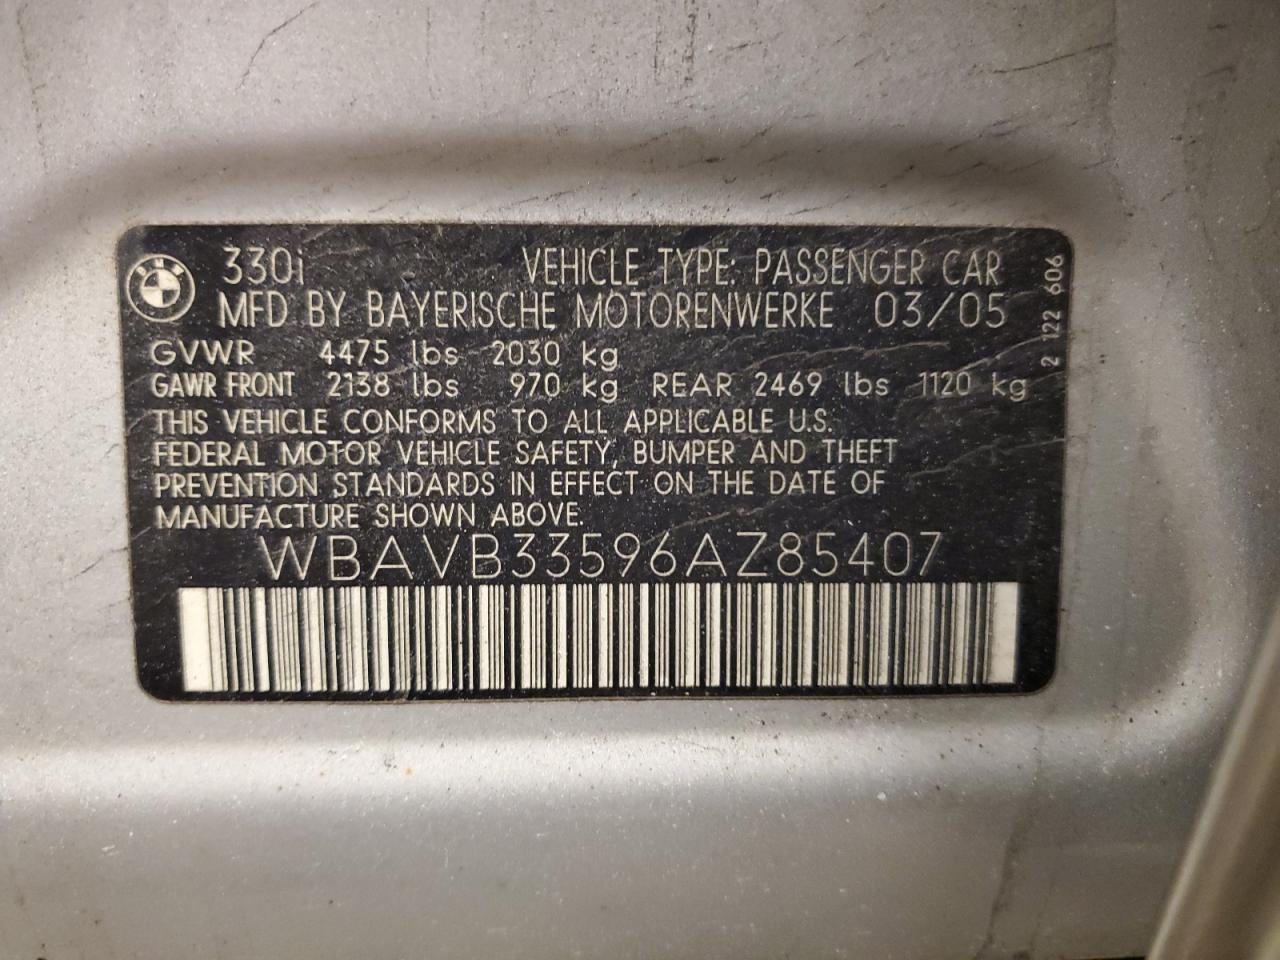 BMW
330i VEHICLE TYPE: PASSENGER CAR
MFD BY BAYERISCHE MOTORENWERKE 03/05
GVWR 4475 lbs 2030 kg
GAWR FRONT 2138 lbs 970 kg REAR 2469 lbs 1120 kg
THIS VEHICLE CONFORMS TO ALL APPLICABLE U.S.
FEDERAL MOTOR VEHICLE SAFETY, BUMPER AND THEFT
PREVENTION STANDARDS IN EFFECT ON THE DATE OF
MANUFACTURE SHOWN ABOVE.
WBAVB33596AZ85407
2 122 606